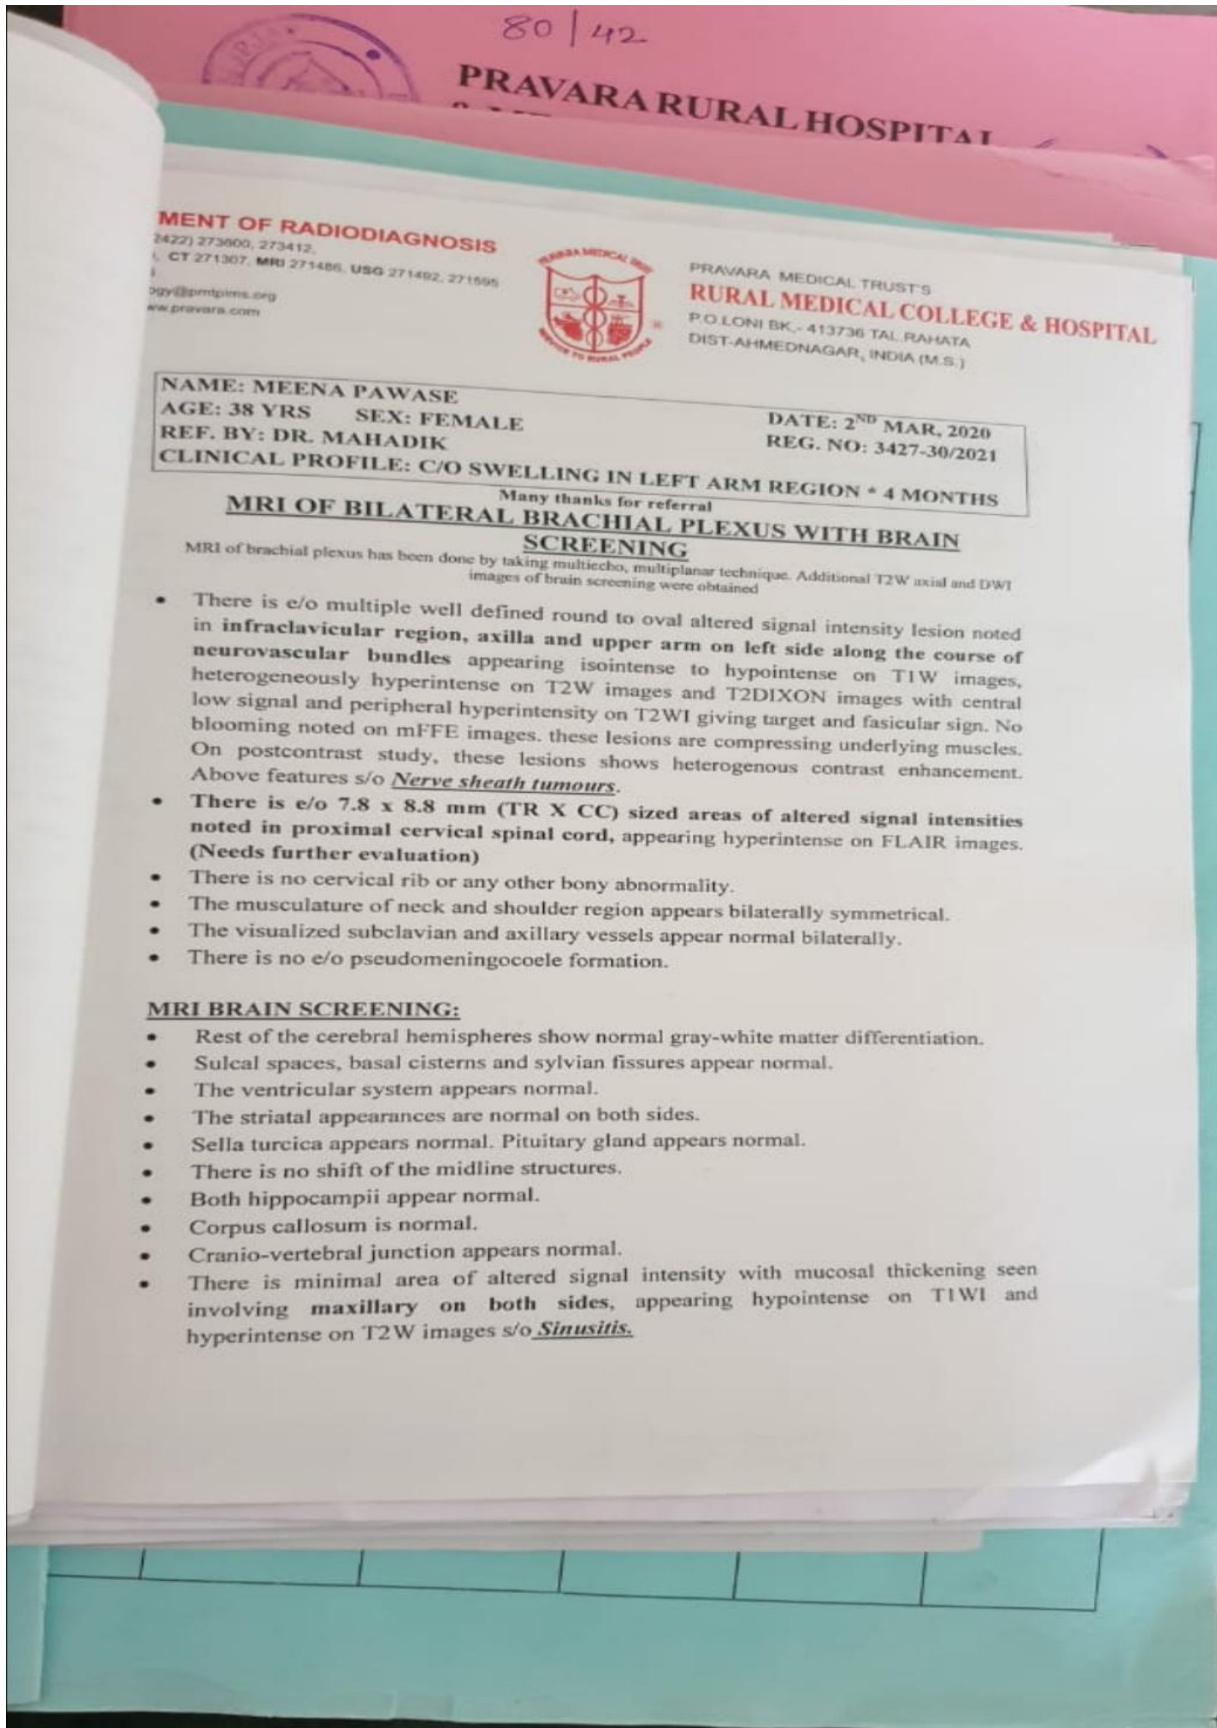 80/42
PRAVARA RURAL HOSPITAL
MENT OF RADIODIAGNOSIS
2422) 273600, 273412,
CT 271307, MRI 271486, USG 271492, 271595
ogy@pmtpims.org
ww.pravara.com
PRAVARA MEDICAL TRUST
SERVICE TO RURAL PEOPLE
PRAVARA MEDICAL TRUST'S
RURAL MEDICAL COLLEGE & HOSPITAL
P.O.LONI BK,- 413736 TAL.RAHATA
DIST-AHMEDNAGAR, INDIA (M.S.)
NAME: MEENA PAWASE
AGE: 38 YRS SEX: FEMALE DATE: 2ND MAR, 2020
REF. BY: DR. MAHADIK REG. NO: 3427-30/2021
CLINICAL PROFILE: C/O SWELLING IN LEFT ARM REGION * 4 MONTHS
Many thanks for referral
MRI OF BILATERAL BRACHIAL PLEXUS WITH BRAIN
SCREENING
MRI of brachial plexus has been done by taking multiecho, multiplanar technique. Additional T2W axial and DWI
images of brain screening were obtained
• There is e/o multiple well defined round to oval altered signal intensity lesion noted
in infraclavicular region, axilla and upper arm on left side along the course of
neurovascular bundles appearing isointense to hypointense on T1W images,
heterogeneously hyperintense on T2W images and T2DIXON images with central
low signal and peripheral hyperintensity on T2WI giving target and fasicular sign. No
blooming noted on mFFE images. these lesions are compressing underlying muscles.
On postcontrast study, these lesions shows heterogenous contrast enhancement.
Above features s/o Nerve sheath tumours.
• There is e/o 7.8 x 8.8 mm (TR X CC) sized areas of altered signal intensities
noted in proximal cervical spinal cord, appearing hyperintense on FLAIR images.
(Needs further evaluation)
• There is no cervical rib or any other bony abnormality.
• The musculature of neck and shoulder region appears bilaterally symmetrical.
• The visualized subclavian and axillary vessels appear normal bilaterally.
• There is no e/o pseudomeningocoele formation.
MRI BRAIN SCREENING:
• Rest of the cerebral hemispheres show normal gray-white matter differentiation.
• Sulcal spaces, basal cisterns and sylvian fissures appear normal.
• The ventricular system appears normal.
• The striatal appearances are normal on both sides.
• Sella turcica appears normal. Pituitary gland appears normal.
• There is no shift of the midline structures.
• Both hippocampii appear normal.
• Corpus callosum is normal.
• Cranio-vertebral junction appears normal.
• There is minimal area of altered signal intensity with mucosal thickening seen
involving maxillary on both sides, appearing hypointense on T1WI and
hyperintense on T2W images s/o Sinusitis.